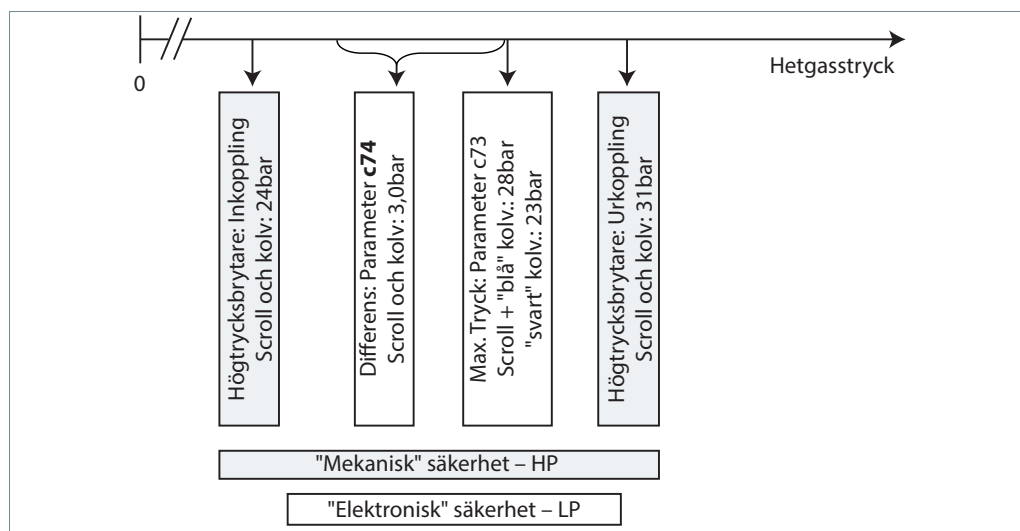 0
Hetgasstryck
Högtrycksbrytare: Inkoppling
Scroll och kolv: 24bar
Differens: Parameter c74
Scroll och kolv: 3,0bar
Max. Tryck: Parameter c73
Scroll + "blå" kolv.: 28bar
"svart" kolv.: 23bar
Högtrycksbrytare: Urkoppling
Scroll och kolv: 31bar
"Mekanisk" säkerhet – HP
"Elektronisk" säkerhet – LP